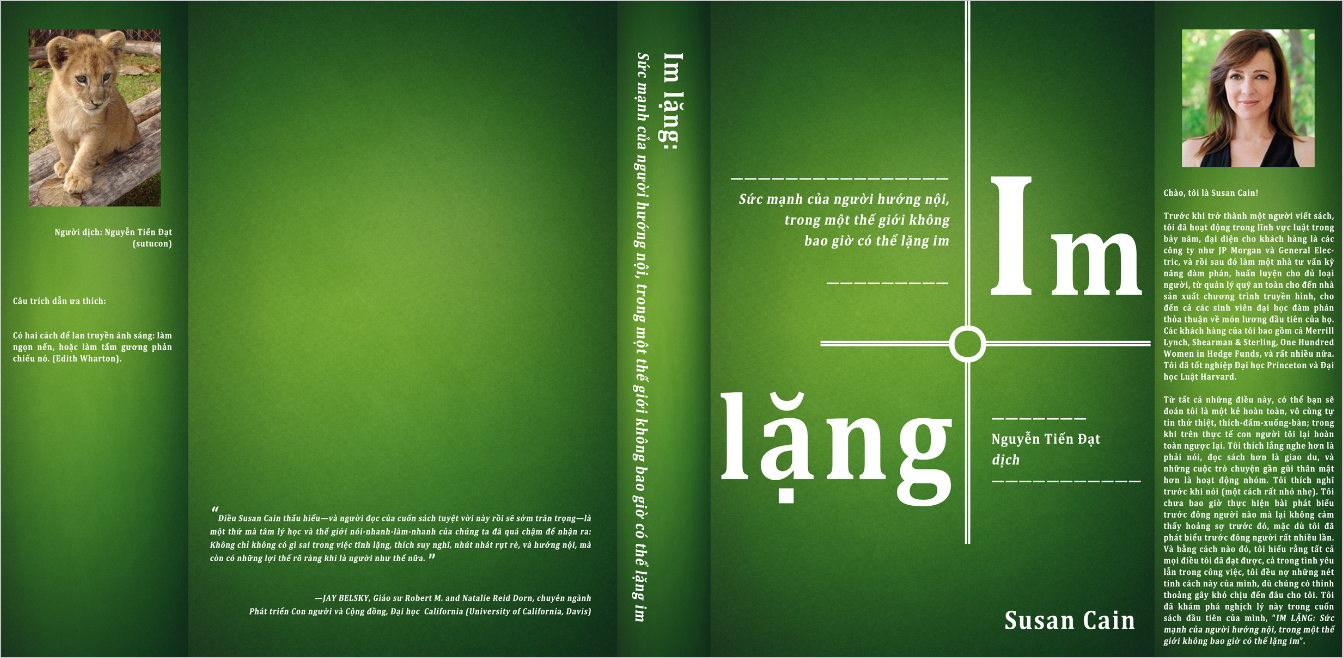 Người dịch: Nguyễn Tiến Đạt
(sutucon)
Câu trích dẫn ưa thích:
Có hai cách để lan truyền ánh sáng: làm
ngọn nến, hoặc làm tấm gương phản
chiếu nó. (Edith Wharton).
“Điều Susan Cain thấu hiểu—và người đọc của cuốn sách tuyệt vời này rồi sẽ sớm trân trọng—là
một thứ mà tâm lý học và thế giới nói-nhanh-làm-nhanh của chúng ta đã quá chậm để nhận ra:
Không chỉ không có gì sai trong việc tĩnh lặng, thích suy nghĩ, nhút nhát rụt rè, và hướng nội, mà
còn có những lợi thế rõ ràng khi là người như thế nữa. ”
—JAY BELSKY, Giáo sư Robert M. and Natalie Reid Dorn, chuyên ngành
Phát triển Con người và Cộng đồng, Đại học California (University of California, Davis)
Im lặng:
Sức mạnh của người hướng nội, trong một thế giới không bao giờ có thể lặng im
Sức mạnh của người hướng nội,
trong một thế giới không
bao giờ có thể lặng im
Im
lặng
Nguyễn Tiến Đạt
dịch
Susan Cain
Chào, tôi là Susan Cain!
Trước khi trở thành một người viết sách,
tôi đã hoạt động trong lĩnh vực luật trong
bảy năm, đại diện cho khách hàng là các
công ty như JP Morgan và General Elec-
tric, và rồi sau đó làm một nhà tư vấn kỹ
năng đàm phán, huấn luyện cho đủ loại
người, từ quản lý quỹ an toàn cho đến nhà
sản xuất chương trình truyền hình, cho
đến cả các sinh viên đại học đàm phán
thỏa thuận về món lương đầu tiên của họ.
Các khách hàng của tôi bao gồm cả Merrill
Lynch, Shearman & Sterling, One Hundred
Women in Hedge Funds, và rất nhiều nữa.
Tôi đã tốt nghiệp Đại học Princeton và Đại
học Luật Harvard.
Từ tất cả những điều này, có thể bạn sẽ
đoán tôi là một kẻ hoàn toàn, vô cùng tự
tin thứ thiệt, thích-đấm-xuống-bàn; trong
khi trên thực tế con người tôi lại hoàn
toàn ngược lại. Tôi thích lắng nghe hơn là
phải nói, đọc sách hơn là giao du, và
những cuộc trò chuyện gần gũi thân mật
hơn là hoạt động nhóm. Tôi thích nghĩ
trước khi nói (một cách rất nhỏ nhẹ). Tôi
chưa bao giờ thực hiện bài phát biểu
trước đông người nào mà lại không cảm
thấy hoảng sợ trước đó, mặc dù tôi đã
phát biểu trước đông người rất nhiều lần.
Và bằng cách nào đó, tôi hiểu rằng tất cả
mọi điều tôi đã đạt được, cả trong tình yêu
lẫn trong công việc, tôi đều nợ những nét
tính cách này của mình, dù chúng có thỉnh
thoảng gây khó chịu đến đâu cho tôi. Tôi
đã khám phá nghịch lý này trong cuốn
sách đầu tiên của mình, "IM LẶNG: Sức
mạnh của người hướng nội, trong một thế
giới không bao giờ có thể lặng im".